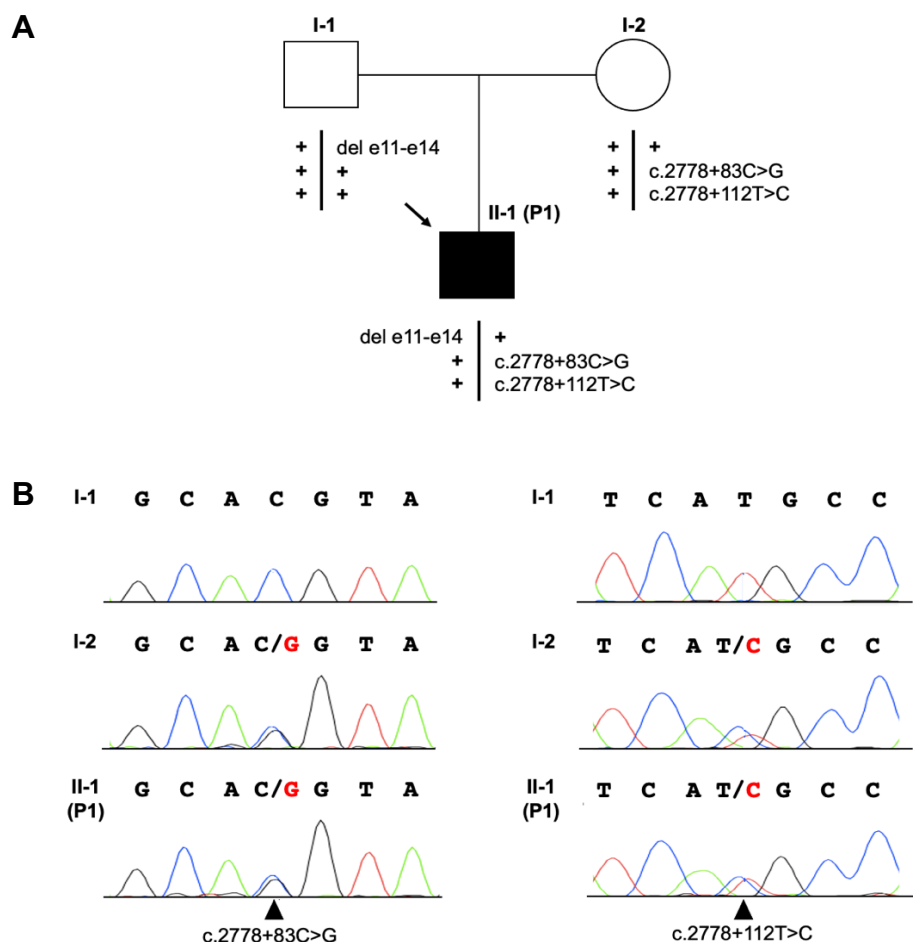 A
I-1
I-2
+ del e11-e14
+ +
+ +
+ +
+ c.2778+83C>G
+ c.2778+112T>C
II-1 (P1)
del e11-e14 +
+ c.2778+83C>G
+ c.2778+112T>C
B
I-1 G C A C G T A
I-1 T C A T G C C
I-2 G C A C/G G T A
I-2 T C A T/C G C C
II-1 G C A C/G G T A
(P1)
II-1 T C A T/C G C C
(P1)
c.2778+83C>G
c.2778+112T>C